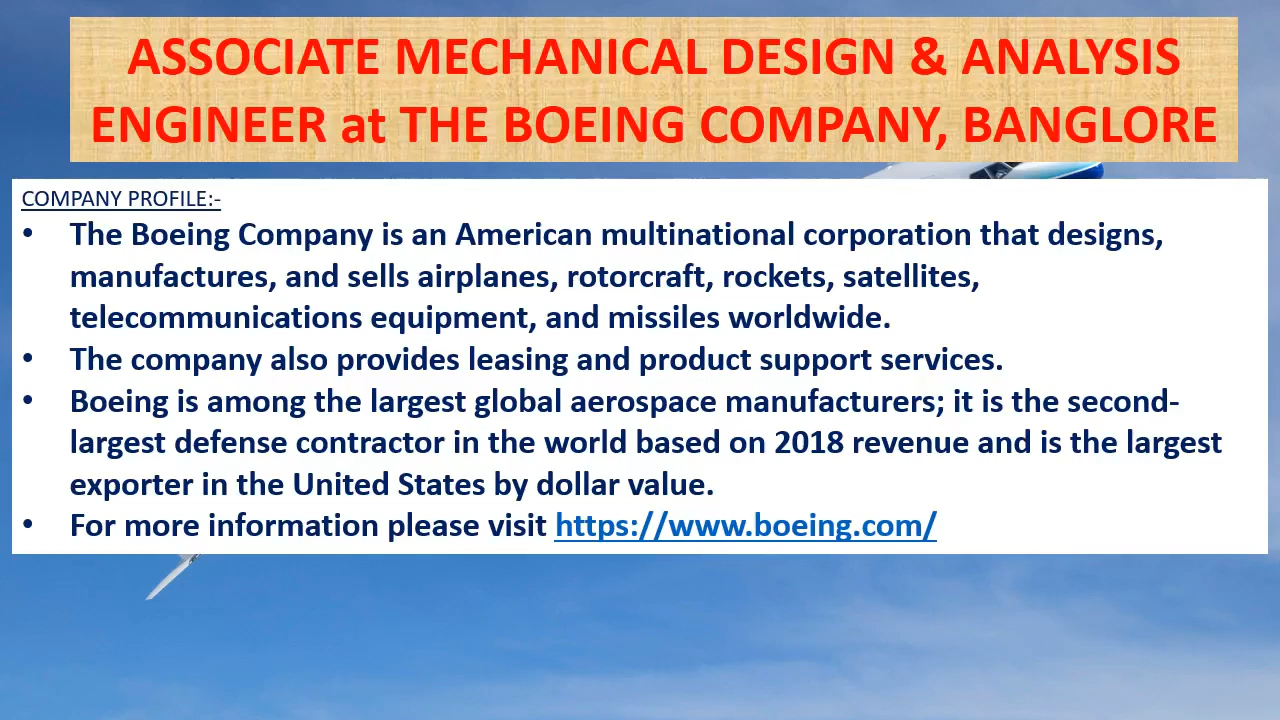 ASSOCIATE MECHANICAL DESIGN & ANALYSIS
ENGINEER at THE BOEING COMPANY, BANGLORE
COMPANY PROFILE:-
• The Boeing Company is an American multinational corporation that designs,
manufactures, and sells airplanes, rotorcraft, rockets, satellites,
telecommunications equipment, and missiles worldwide.
• The company also provides leasing and product support services.
• Boeing is among the largest global aerospace manufacturers; it is the second-
largest defense contractor in the world based on 2018 revenue and is the largest
exporter in the United States by dollar value.
• For more information please visit https://www.boeing.com/